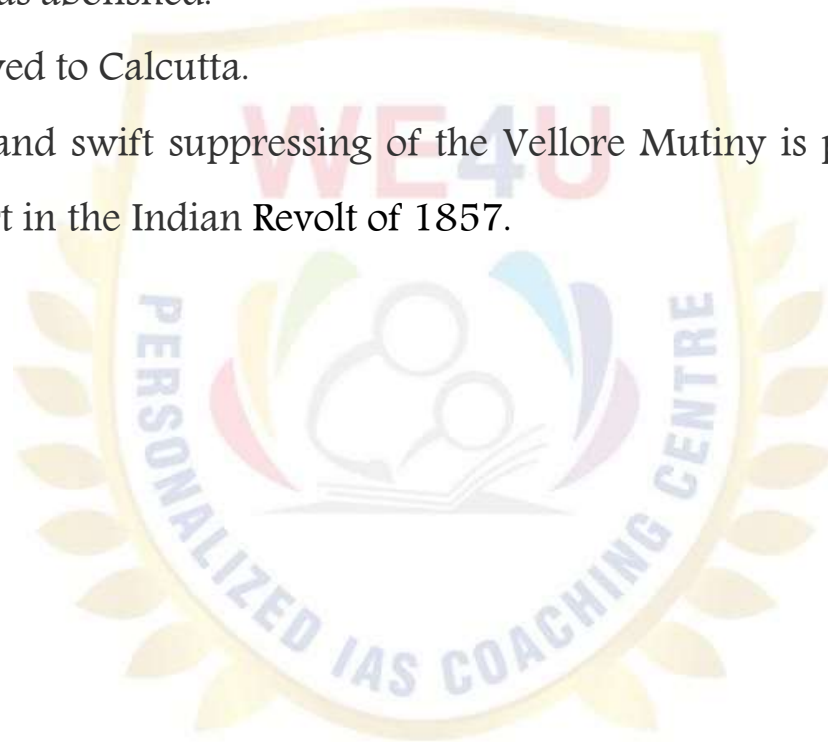 as abolished.
ved to Calcutta.
and swift suppressing of the Vellore Mutiny is
t in the Indian Revolt of 1857.
WE4U
PERSONALIZED IAS COACHING CENTRE